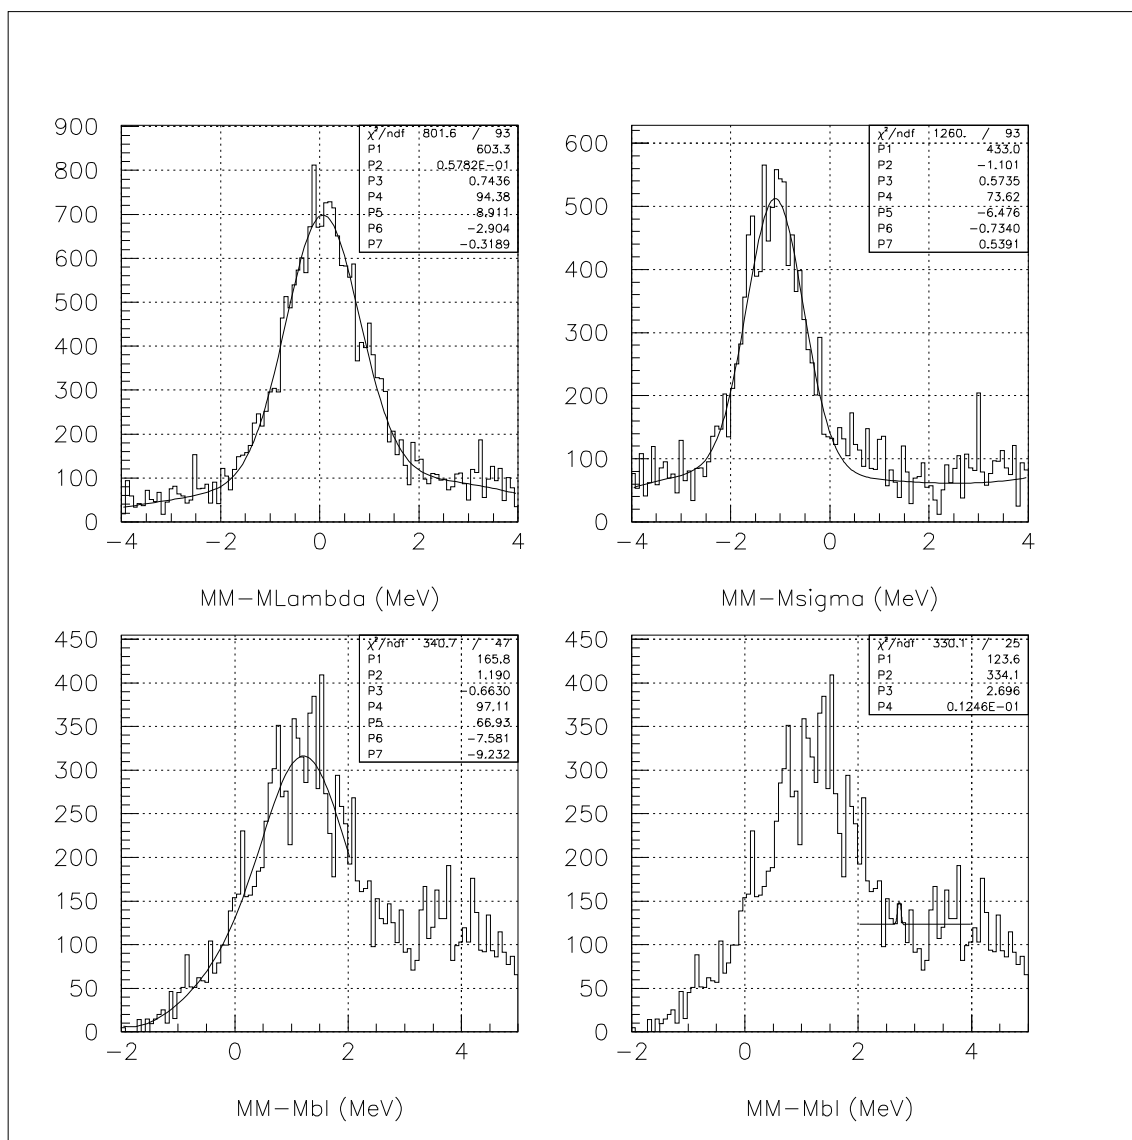 χ²/ndf 801.6 / 93
P1 603.3
P2 0.5782E−01
P3 0.7436
P4 94.38
P5 8.911
P6 −2.904
P7 −0.3189
900
800
700
600
500
400
300
200
100
0
−4 −2 0 2 4
MM−MLambda (MeV)
χ²/ndf 1260. / 93
P1 433.0
P2 −1.101
P3 0.5735
P4 73.62
P5 −6.476
P6 −0.7340
P7 0.5391
600
500
400
300
200
100
0
−4 −2 0 2 4
MM−Msigma (MeV)
χ²/ndf 340.7 / 47
P1 165.8
P2 1.190
P3 −0.6630
P4 97.11
P5 66.93
P6 −7.581
P7 −9.232
450
400
350
300
250
200
150
100
50
0
−2 0 2 4
MM−Mbl (MeV)
χ²/ndf 330.1 / 25
P1 123.6
P2 334.1
P3 2.696
P4 0.1246E−01
450
400
350
300
250
200
150
100
50
0
−2 0 2 4
MM−Mbl (MeV)